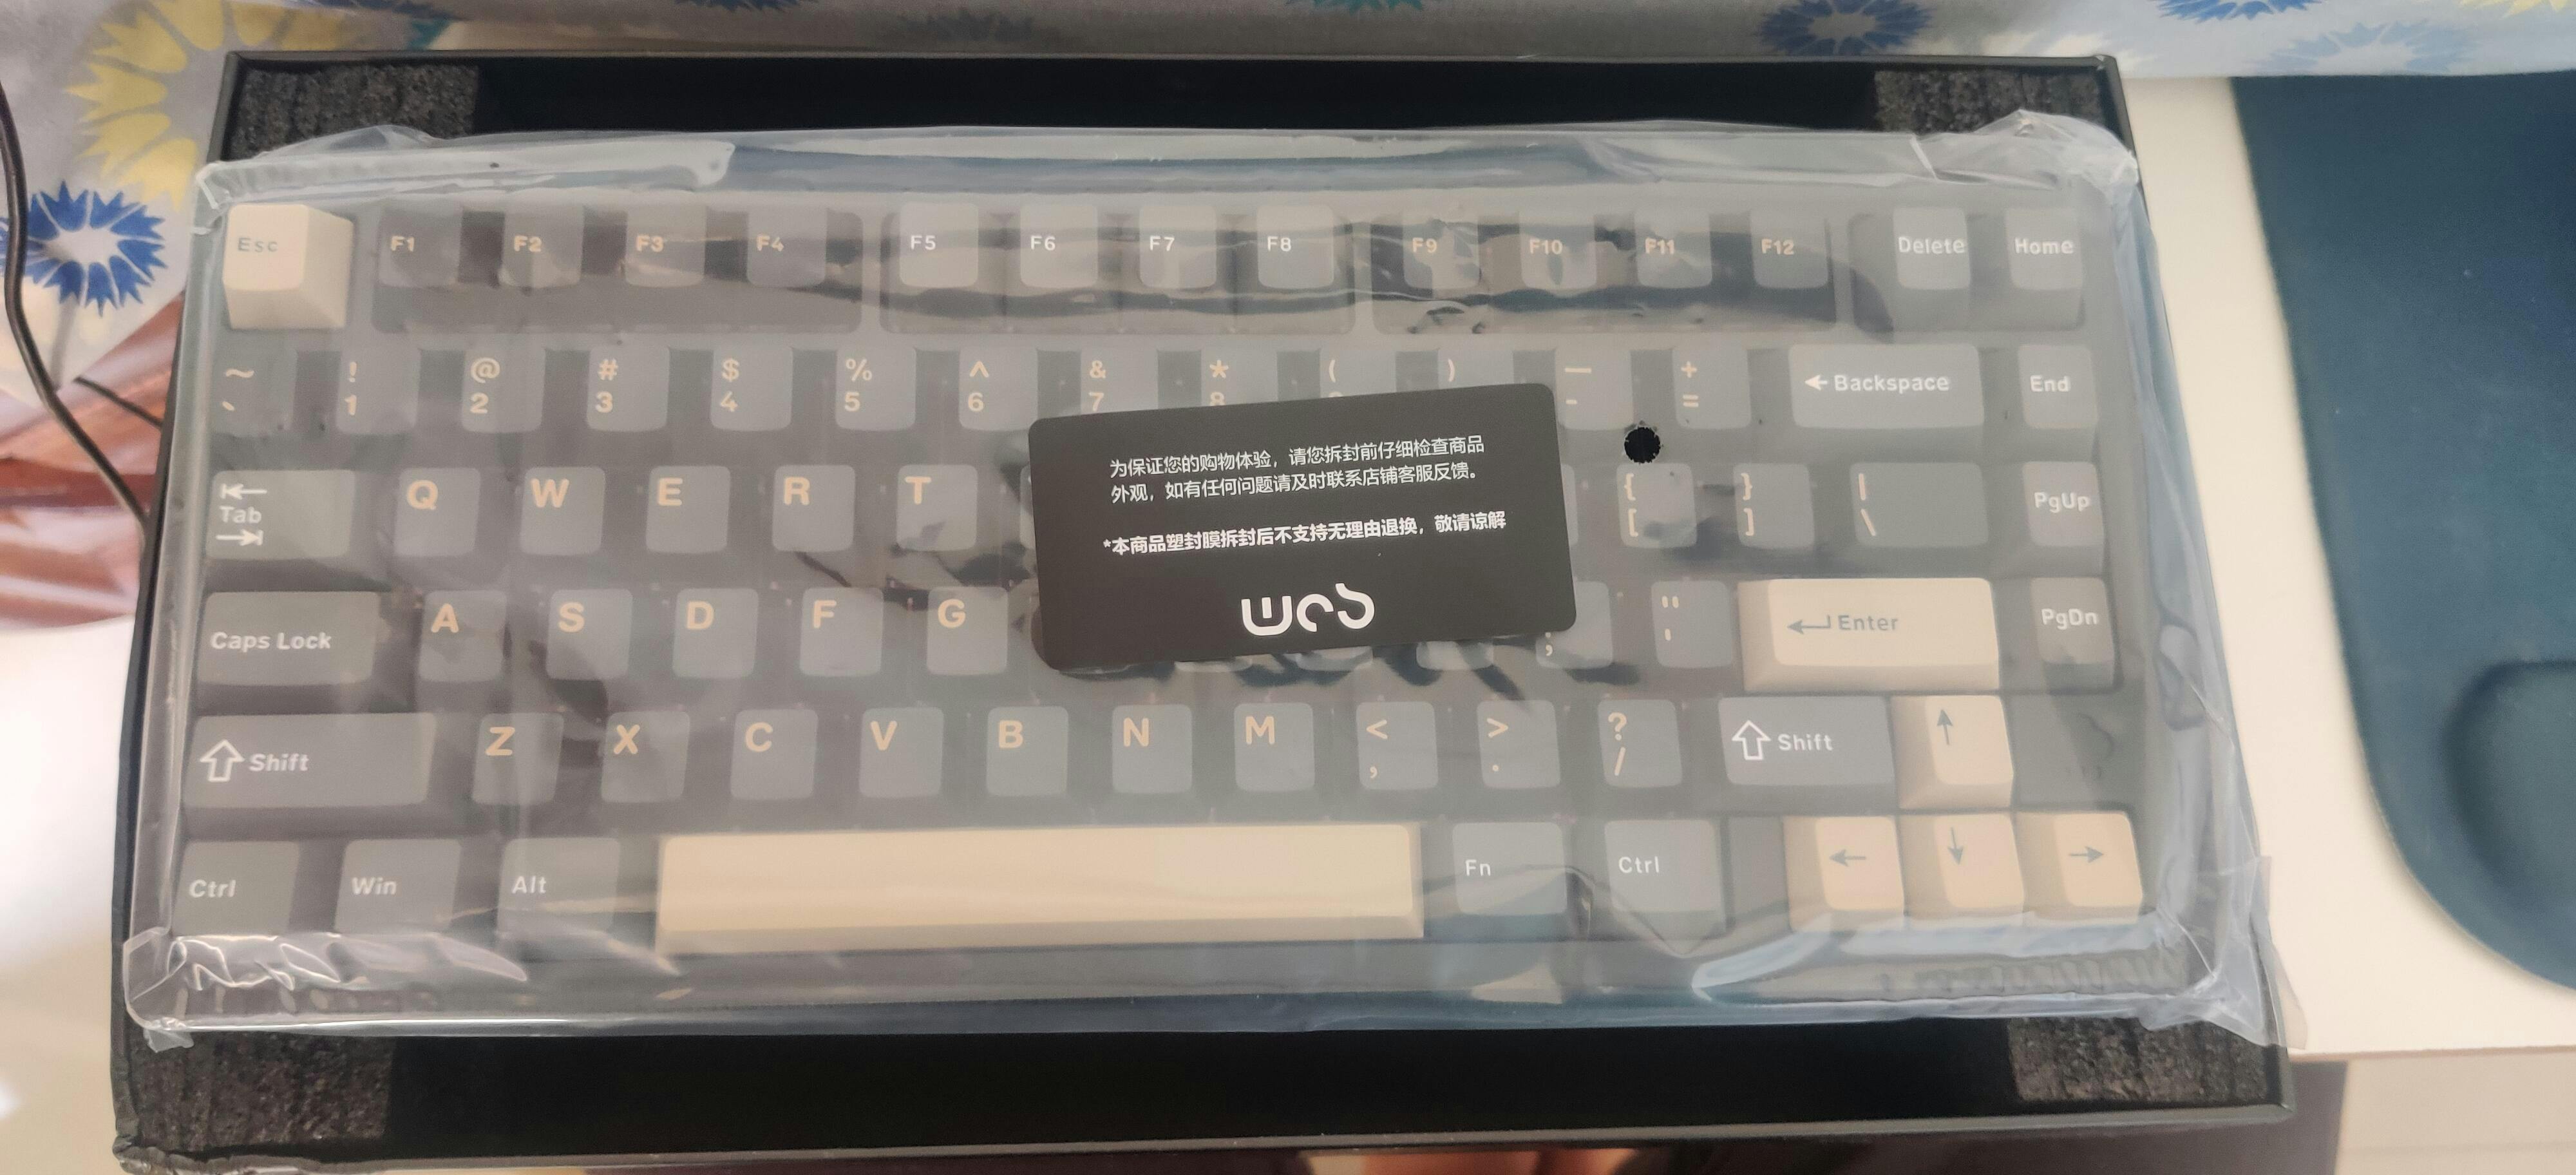 Esc F1 F2 F3 F4 F5 F6 F7 F8 F9 F10 F11 F12 Delete Home
~ ! @ # $ % ^ & * ( ) — +
` 1 2 3 4 5 6 7 8 - = ← Backspace End
Tab Q W E R T { } | PgUp
[ ] \
Caps Lock A S D F G " ← Enter PgDn
; '
⇧ Shift Z X C V B N M < > ? ⇧ Shift ↑
, . /
Ctrl Win Alt Fn Ctrl ← ↓ →
为保证您的购物体验，请您拆封前仔细检查商品
外观，如有任何问题请及时联系店铺客服反馈。
*本商品塑封膜拆封后不支持无理由退换，敬请谅解
wob